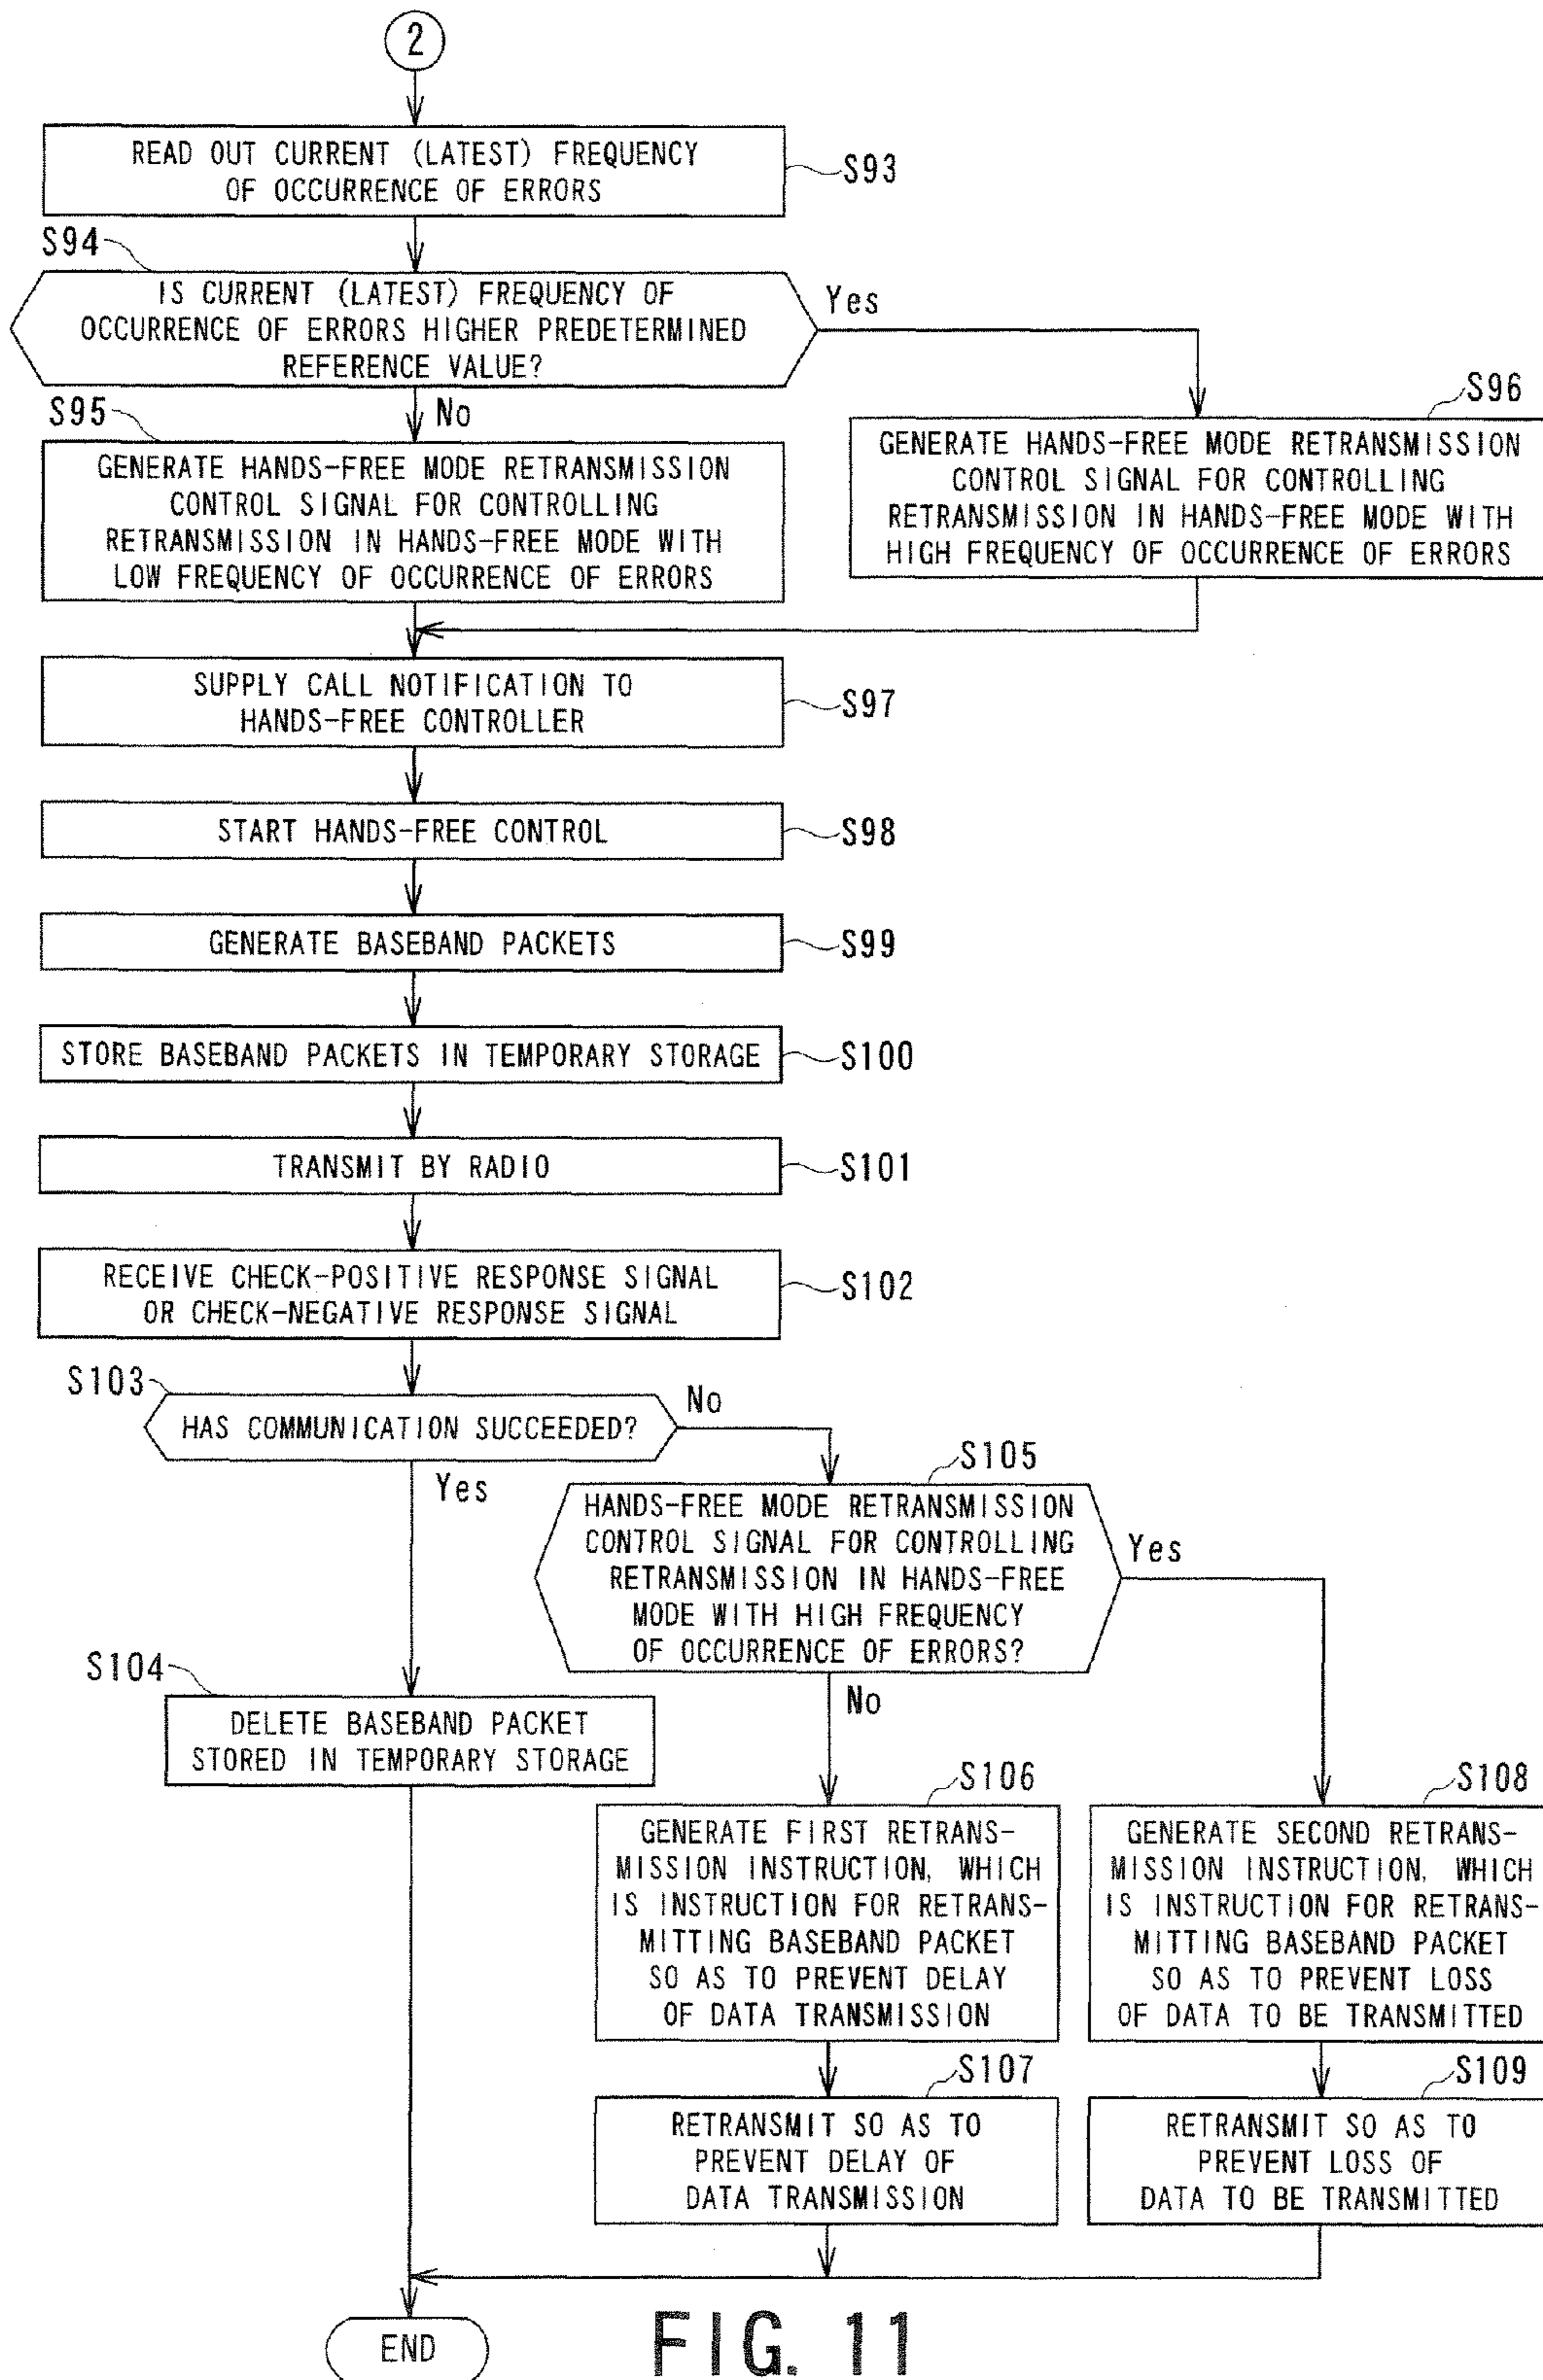 2
READ OUT CURRENT (LATEST) FREQUENCY
OF OCCURRENCE OF ERRORS
S93
S94
IS CURRENT (LATEST) FREQUENCY OF
OCCURRENCE OF ERRORS HIGHER PREDETERMINED
REFERENCE VALUE?
Yes
No
S95
GENERATE HANDS-FREE MODE RETRANSMISSION
CONTROL SIGNAL FOR CONTROLLING
RETRANSMISSION IN HANDS-FREE MODE WITH
LOW FREQUENCY OF OCCURRENCE OF ERRORS
S96
GENERATE HANDS-FREE MODE RETRANSMISSION
CONTROL SIGNAL FOR CONTROLLING
RETRANSMISSION IN HANDS-FREE MODE WITH
HIGH FREQUENCY OF OCCURRENCE OF ERRORS
SUPPLY CALL NOTIFICATION TO
HANDS-FREE CONTROLLER
S97
START HANDS-FREE CONTROL
S98
GENERATE BASEBAND PACKETS
S99
STORE BASEBAND PACKETS IN TEMPORARY STORAGE
S100
TRANSMIT BY RADIO
S101
RECEIVE CHECK-POSITIVE RESPONSE SIGNAL
OR CHECK-NEGATIVE RESPONSE SIGNAL
S102
S103
HAS COMMUNICATION SUCCEEDED?
No
Yes
S105
HANDS-FREE MODE RETRANSMISSION
CONTROL SIGNAL FOR CONTROLLING
RETRANSMISSION IN HANDS-FREE
MODE WITH HIGH FREQUENCY
OF OCCURRENCE OF ERRORS?
Yes
No
S104
DELETE BASEBAND PACKET
STORED IN TEMPORARY STORAGE
S106
GENERATE FIRST RETRANS-
MISSION INSTRUCTION, WHICH
IS INSTRUCTION FOR RETRANS-
MITTING BASEBAND PACKET
SO AS TO PREVENT DELAY
OF DATA TRANSMISSION
S108
GENERATE SECOND RETRANS-
MISSION INSTRUCTION, WHICH
IS INSTRUCTION FOR RETRANS-
MITTING BASEBAND PACKET
SO AS TO PREVENT LOSS
OF DATA TO BE TRANSMITTED
S107
RETRANSMIT SO AS TO
PREVENT DELAY OF
DATA TRANSMISSION
S109
RETRANSMIT SO AS TO
PREVENT LOSS OF
DATA TO BE TRANSMITTED
END
FIG. 11